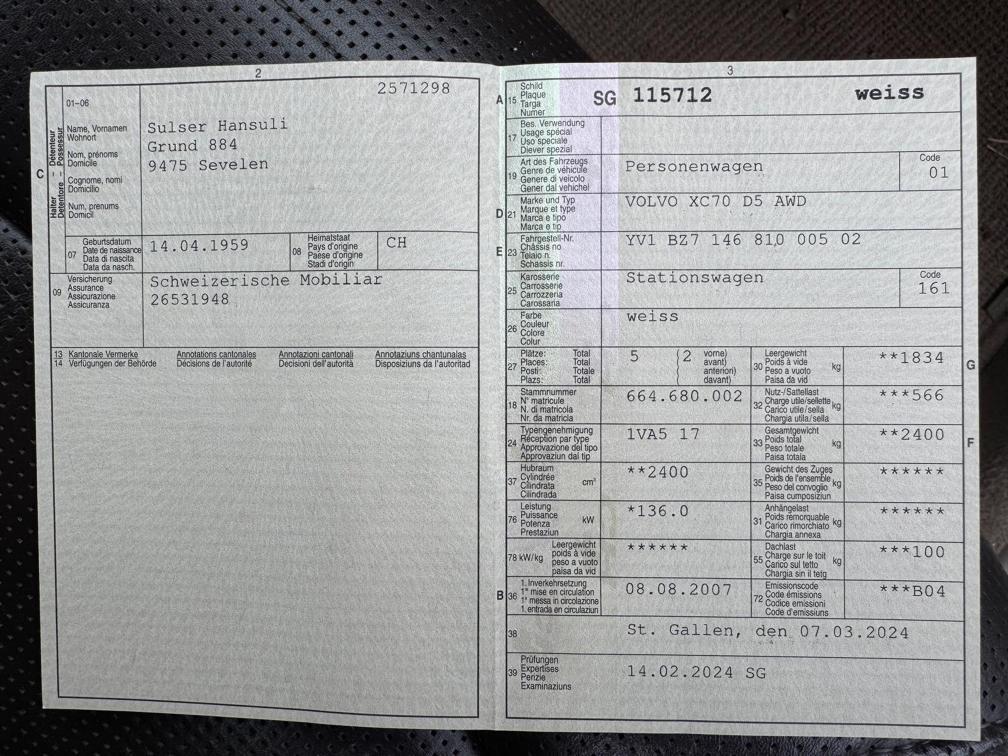 2
2571298
01-06
Halter - Détenteur
Detentore - Possessur
C
Name, Vornamen
Wohnort
Nom, prénoms
Domicile
Cognome, nomi
Domicilio
Num, prenums
Domicil
Sulser Hansuli
Grund 884
9475 Sevelen
07
Geburtsdatum
Date de naissance
Data di nascita
Data da nasch.
14.04.1959
08
Heimatstaat
Pays d'origine
Paese d'origine
Stadi d'origin
CH
09
Versicherung
Assurance
Assicurazione
Assicuranza
Schweizerische Mobiliar
26531948
13 Kantonale Vermerke Annotations cantonales Annotazioni cantonali Annotaziuns chantunalas
14 Verfügungen der Behörde Décisions de l'autorité Decisioni dell'autorità Disposiziuns da l'autoritad
3
A 15
Schild
Plaque
Targa
Numer
SG 115712 weiss
17
Bes. Verwendung
Usage spécial
Uso speciale
Diever spezial
19
Art des Fahrzeugs
Genre de véhicule
Genere di veicolo
Gener dal vehichel
Personenwagen
Code
01
D 21
Marke und Typ
Marque et type
Marca e tipo
Marca e tip
VOLVO XC70 D5 AWD
E 23
Fahrgestell-Nr.
Châssis no
Telaio n.
Schassis nr.
YV1 BZ7 146 810 005 02
25
Karosserie
Carrosserie
Carrozzeria
Carossaria
Stationswagen
Code
161
26
Farbe
Couleur
Colore
Colur
weiss
27
Plätze: Total
Places: Total
Posti: Totale
Plazs: Total
5 (2 vorne)
avant)
anteriori)
davant)
30
Leergewicht
Poids à vide
Peso a vuoto
Paisa da vid
kg
**1834
G
18
Stammnummer
N° matricule
N. di matricola
Nr. da matricla
664.680.002
32
Nutz-/Sattellast
Charge utile/sellette
Carico utile/sella
Chargia utila/sella
kg
***566
24
Typengenehmigung
Réception par type
Approvazione del tipo
Approvaziun dal tip
1VA5 17
33
Gesamtgewicht
Poids total
Peso totale
Paisa totala
kg
**2400
F
37
Hubraum
Cylindrée
Cilindrata
Cilindrada
cm³
**2400
35
Gewicht des Zuges
Poids de l'ensemble
Peso del convoglio
Paisa cumposiziun
kg
******
76
Leistung
Puissance
Potenza
Prestaziun
kW
*136.0
31
Anhängelast
Poids remorquable
Carico rimorchiato
Chargia annexa
kg
******
78 kW/kg
Leergewicht
poids à vide
peso a vuoto
paisa da vid
******
55
Dachlast
Charge sur le toit
Carico sul tetto
Chargia sin il tetg
kg
***100
B 36
1. Inverkehrsetzung
1re mise en circulation
1a messa in circolazione
1. entrada en circulaziun
08.08.2007
72
Emissionscode
Code émissions
Codice emissioni
Code d'emissiuns
***B04
38
St. Gallen, den 07.03.2024
39
Prüfungen
Expertises
Perizie
Examinaziuns
14.02.2024 SG